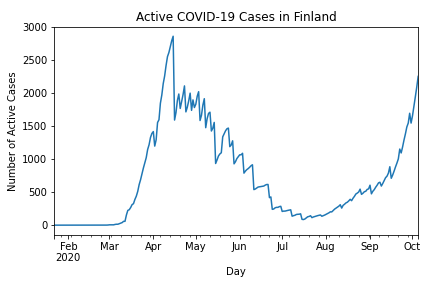 Active COVID-19 Cases in Finland
3000
2500
2000
1500
1000
500
0
Number of Active Cases
Feb Mar Apr May Jun Jul Aug Sep Oct
2020
Day